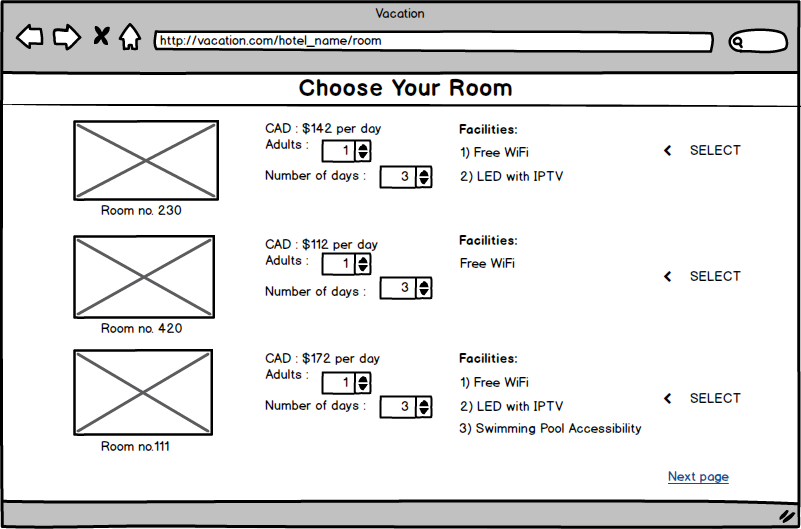 Vacation
http://vacation.com/hotel_name/room
Choose Your Room
CAD : $142 per day
Adults : 1
Number of days : 3
Facilities:
1) Free WiFi
2) LED with IPTV
SELECT
Room no. 230
CAD : $112 per day
Adults : 1
Number of days : 3
Facilities:
Free WiFi
SELECT
Room no. 420
CAD : $172 per day
Adults : 1
Number of days : 3
Facilities:
1) Free WiFi
2) LED with IPTV
3) Swimming Pool Accessibility
SELECT
Room no.111
Next page